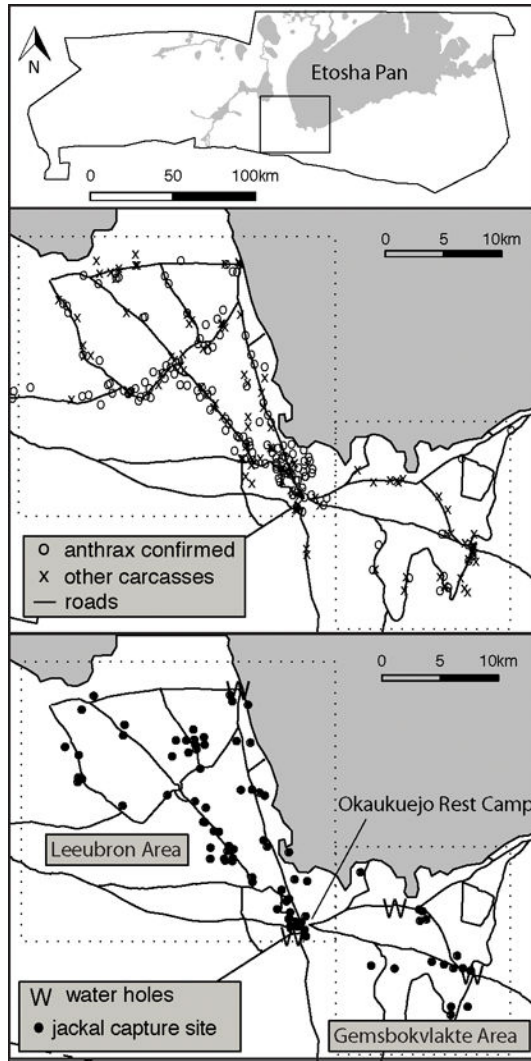 N
Etosha Pan
0 50 100km
0 5 10km
o anthrax confirmed
x other carcasses
— roads
0 5 10km
W
Okaukuejo Rest Camp
Leeubron Area
W
W
W
W water holes
● jackal capture site
Gemsbokvlakte Area